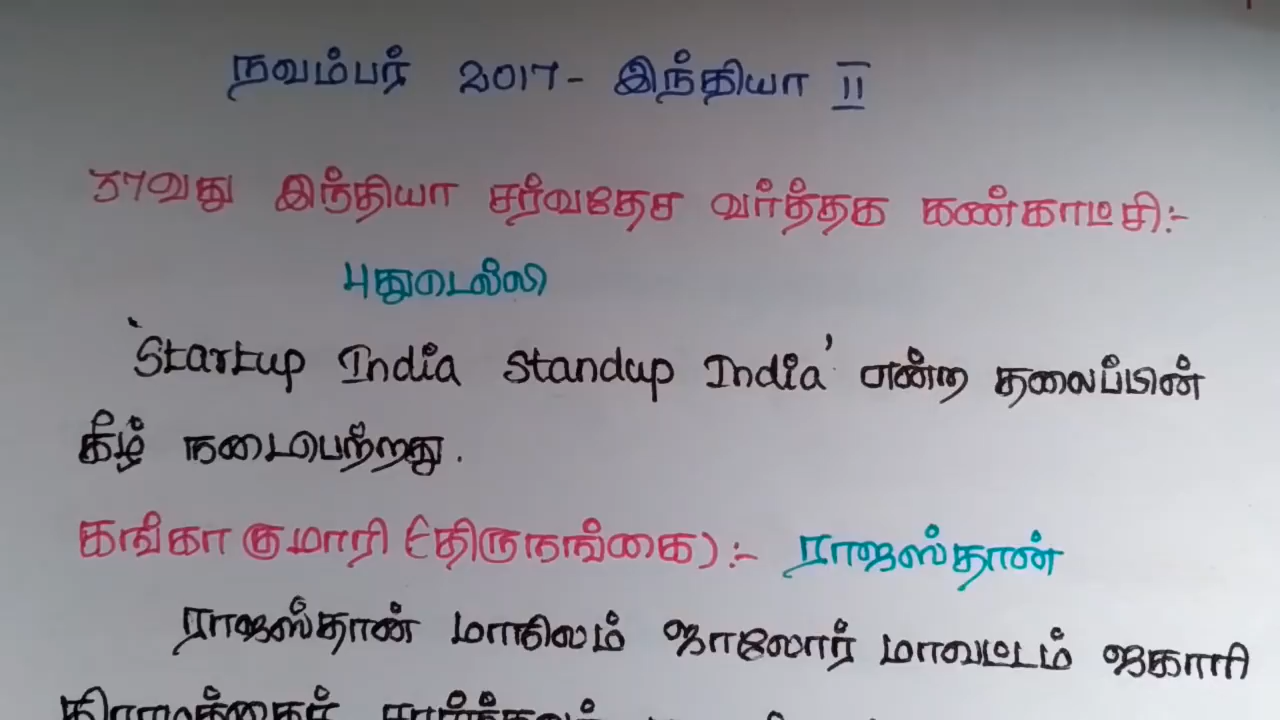 நவம்பர் 2017 - இந்தியா II
37வது இந்தியா சர்வதேச வர்த்தக கண்காட்சி:-
புதுடெல்லி
'Startup India Standup India' என்ற தலைப்பின்
கீழ் நடைபெற்றது.
கங்கா குமாரி (திருநங்கை):- ராஜஸ்தான்
ராஜஸ்தான் மாநிலம் ஜாலோர் மாவட்டம் ஜகாரி